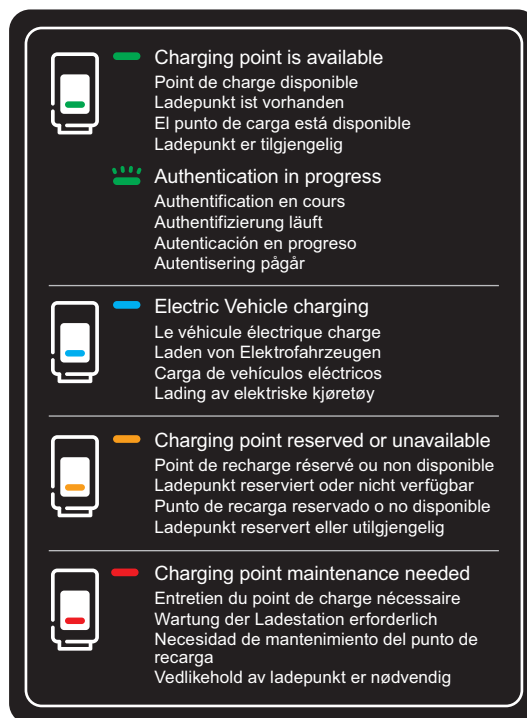 Charging point is available
Point de charge disponible
Ladepunkt ist vorhanden
El punto de carga está disponible
Ladepunkt er tilgjengelig
Authentication in progress
Authentification en cours
Authentifizierung läuft
Autenticación en progreso
Autentisering pågår
Electric Vehicle charging
Le véhicule électrique charge
Laden von Elektrofahrzeugen
Carga de vehículos eléctricos
Lading av elektriske kjøretøy
Charging point reserved or unavailable
Point de recharge réservé ou non disponible
Ladepunkt reserviert oder nicht verfügbar
Punto de recarga reservado o no disponible
Ladepunkt reservert eller utilgjengelig
Charging point maintenance needed
Entretien du point de charge nécessaire
Wartung der Ladestation erforderlich
Necesidad de mantenimiento del punto de
recarga
Vedlikehold av ladepunkt er nødvendig